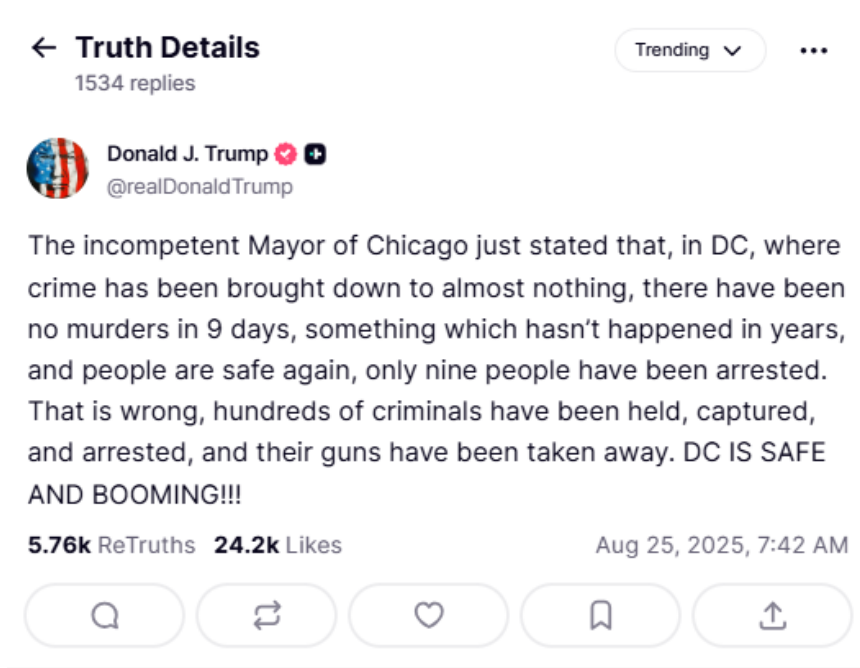 Truth Details
Trending
1534 replies
Donald J. Trump
@realDonaldTrump
The incompetent Mayor of Chicago just stated that, in DC, where
crime has been brought down to almost nothing, there have been
no murders in 9 days, something which hasn’t happened in years,
and people are safe again, only nine people have been arrested.
That is wrong, hundreds of criminals have been held, captured,
and arrested, and their guns have been taken away. DC IS SAFE
AND BOOMING!!!
5.76k ReTruths 24.2k Likes Aug 25, 2025, 7:42 AM